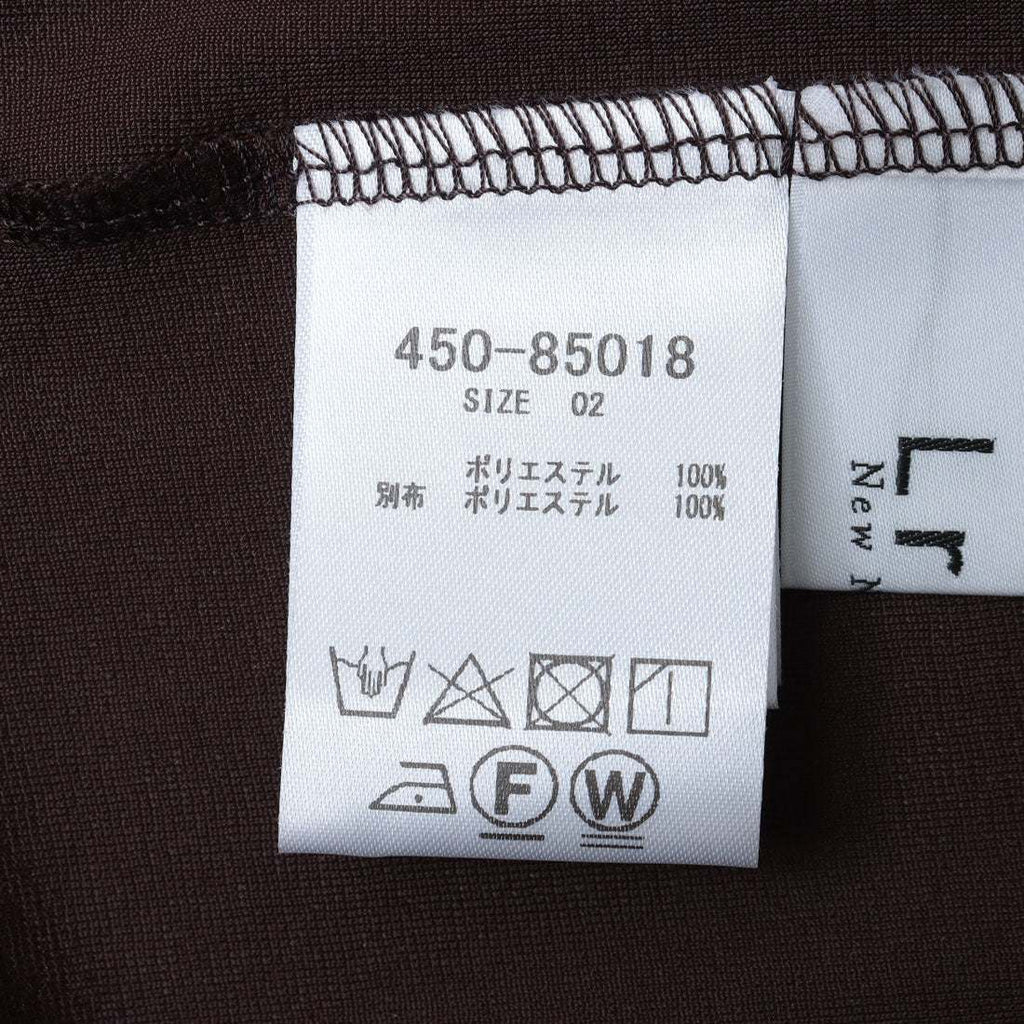 450-85018
SIZE 02
ポリエステル 100%
別布 ポリエステル 100%
F W
Lr
New